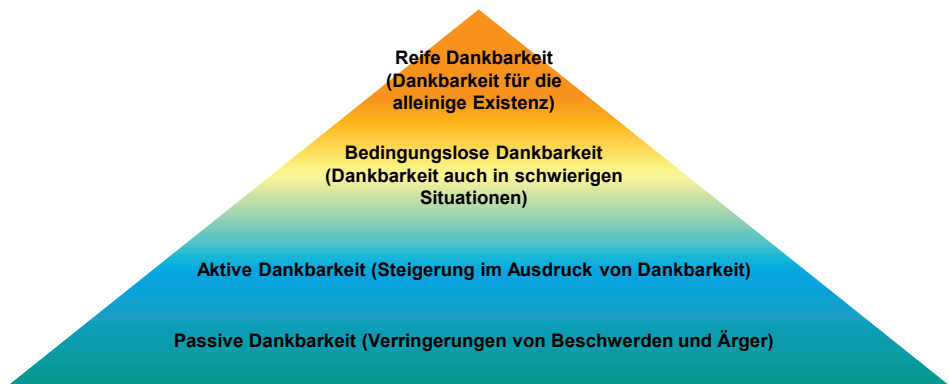 Reife Dankbarkeit
(Dankbarkeit für die
alleinige Existenz)
Bedingungslose Dankbarkeit
(Dankbarkeit auch in schwierigen
Situationen)
Aktive Dankbarkeit (Steigerung im Ausdruck von Dankbarkeit)
Passive Dankbarkeit (Verringerungen von Beschwerden und Ärger)